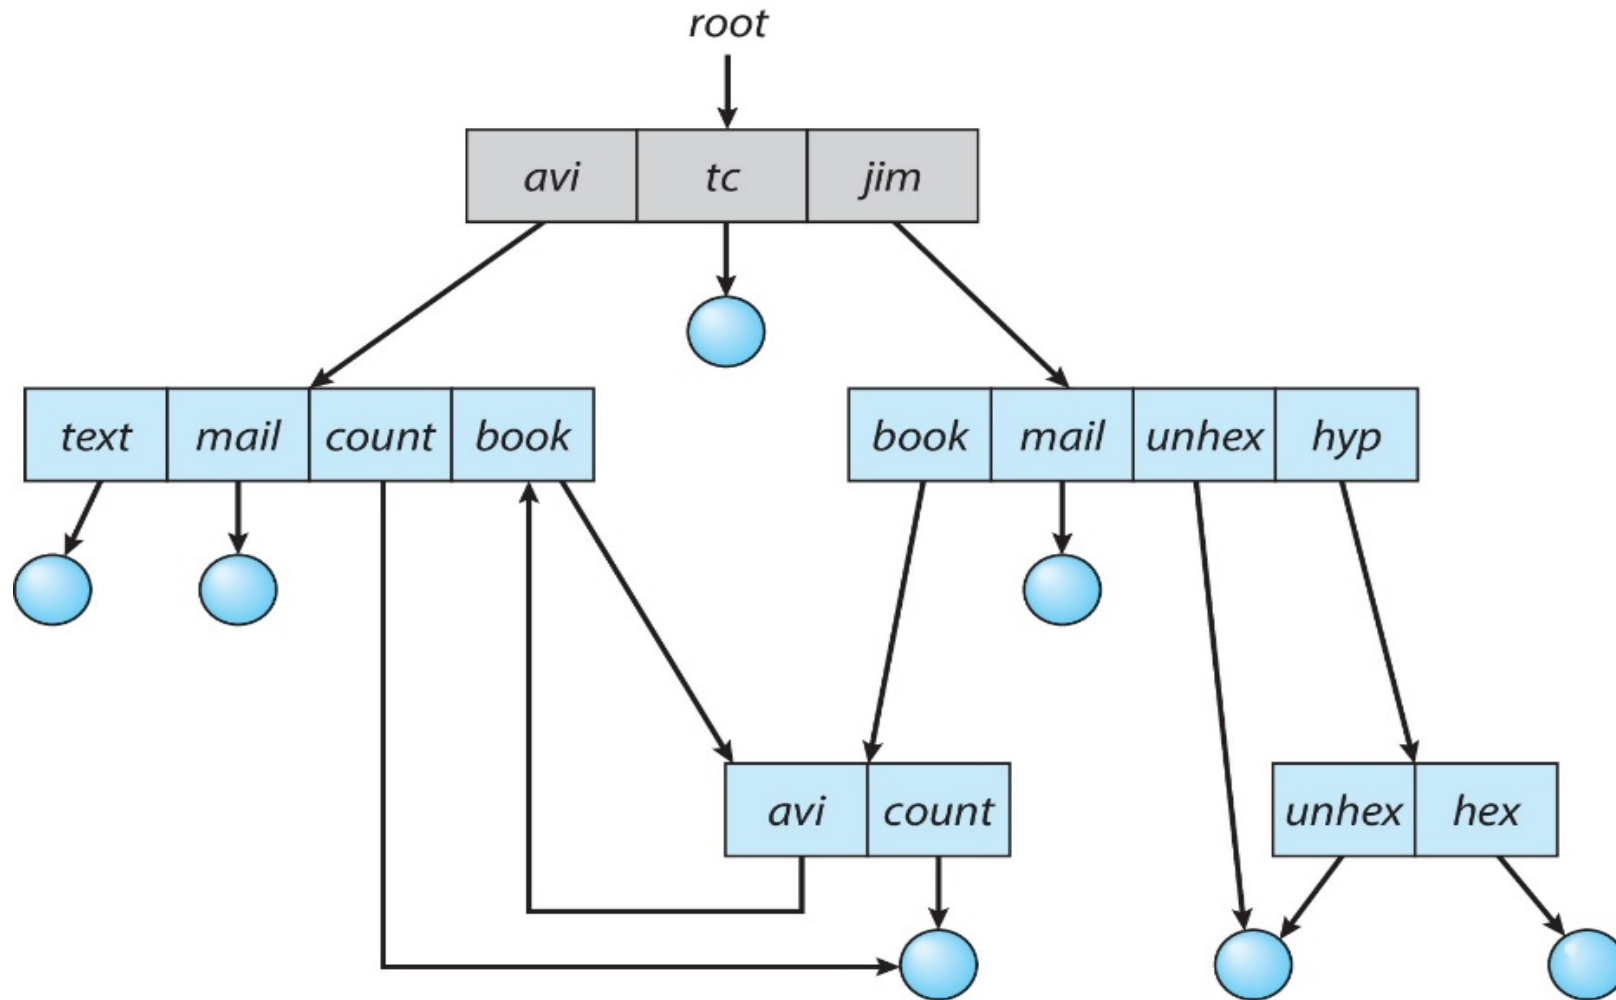 root
avi tc jim
text mail count book book mail unhex hyp
avi count unhex hex